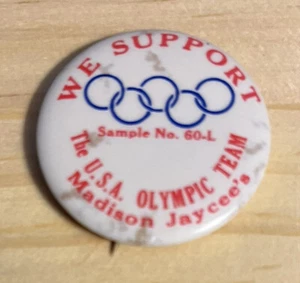 WE SUPPORT
Sample No. 60-L
The U.S.A. OLYMPIC TEAM
Madison Jaycee's